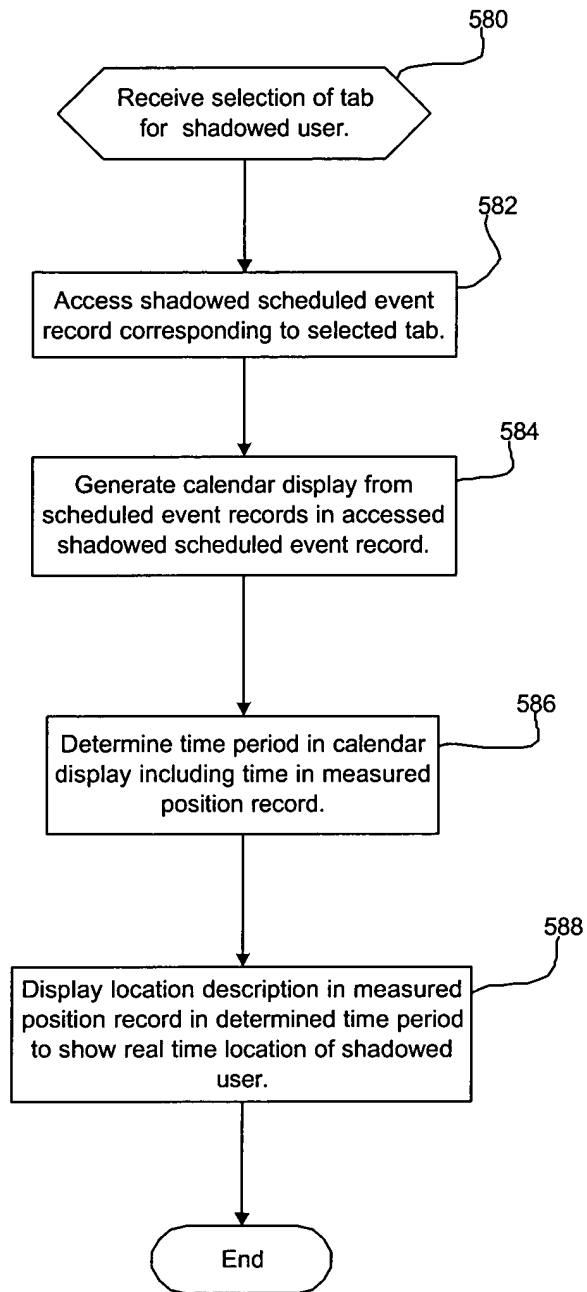 580
Receive selection of tab
for shadowed user.
582
Access shadowed scheduled event
record corresponding to selected tab.
584
Generate calendar display from
scheduled event records in accessed
shadowed scheduled event record.
586
Determine time period in calendar
display including time in measured
position record.
588
Display location description in measured
position record in determined time period
to show real time location of shadowed
user.
End